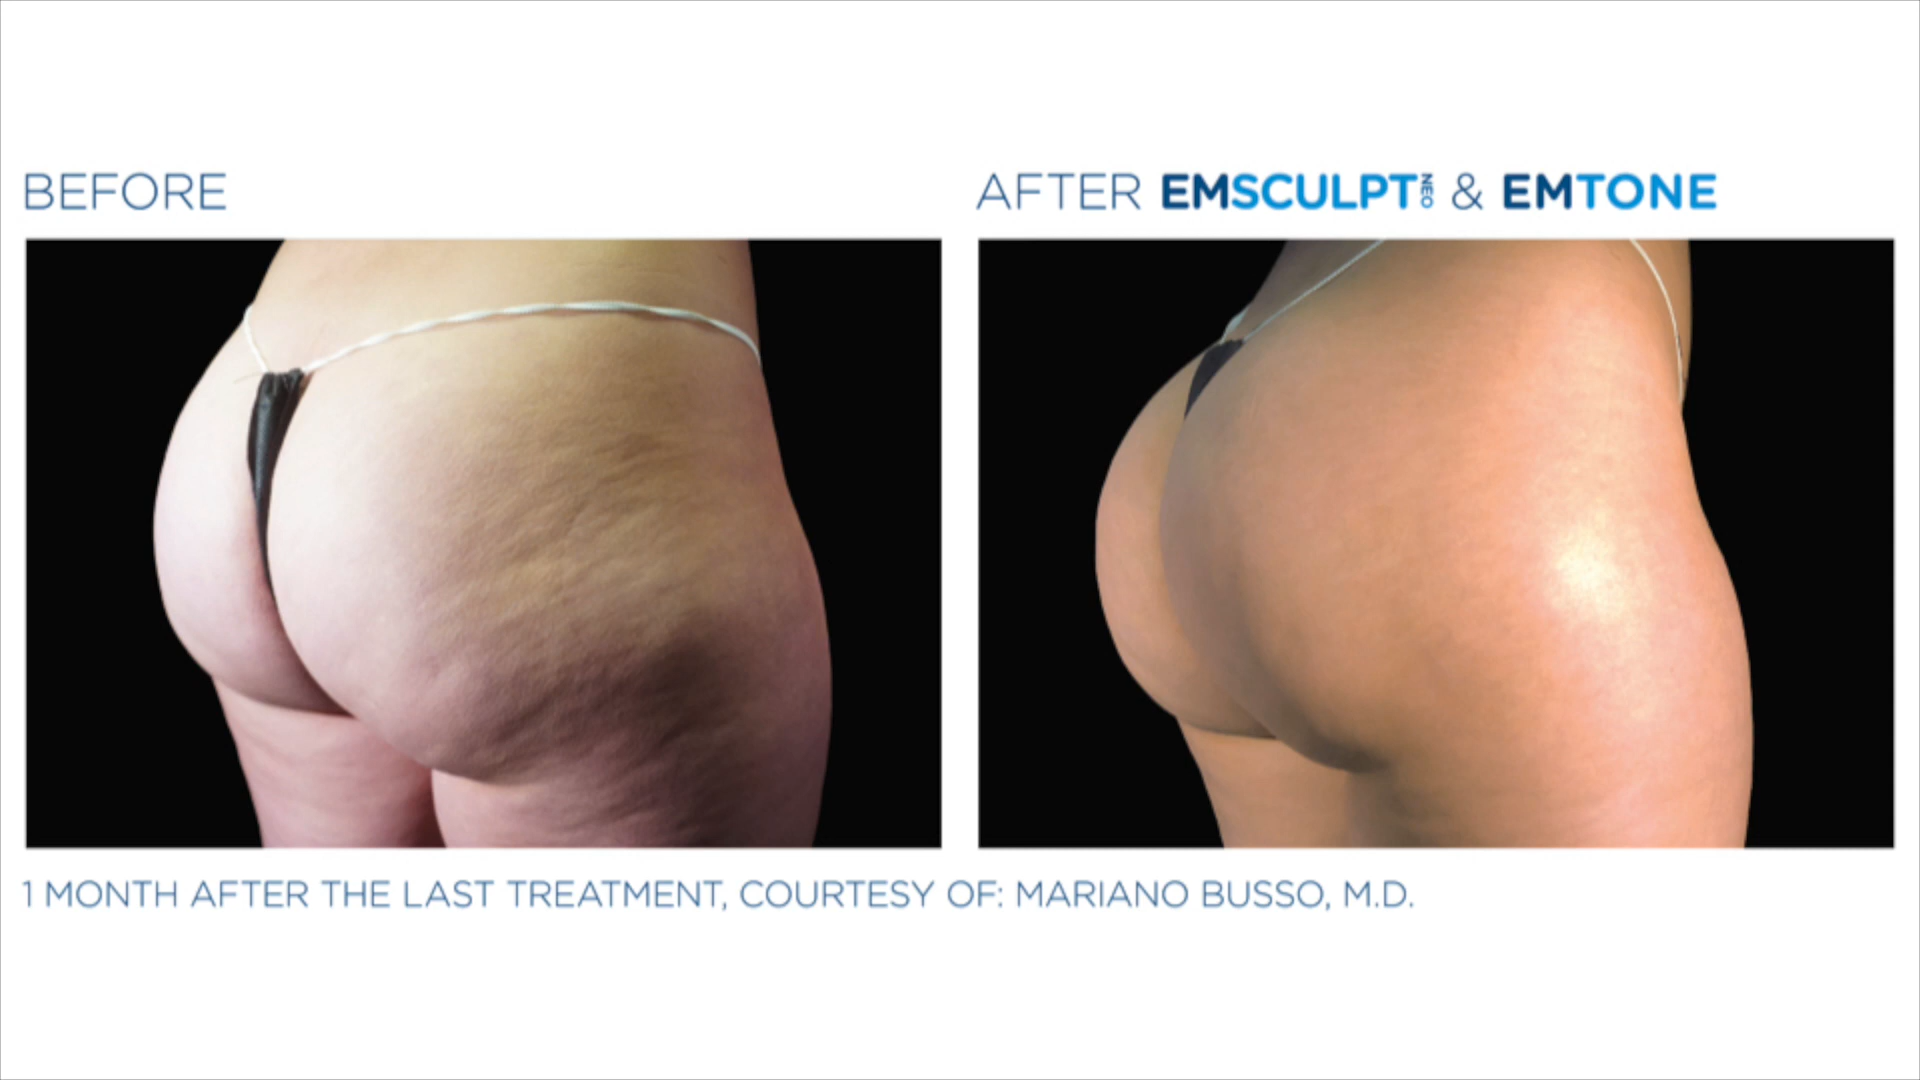 BEFORE
AFTER EMSCULPT NEO & EMTONE
1 MONTH AFTER THE LAST TREATMENT, COURTESY OF: MARIANO BUSSO, M.D.